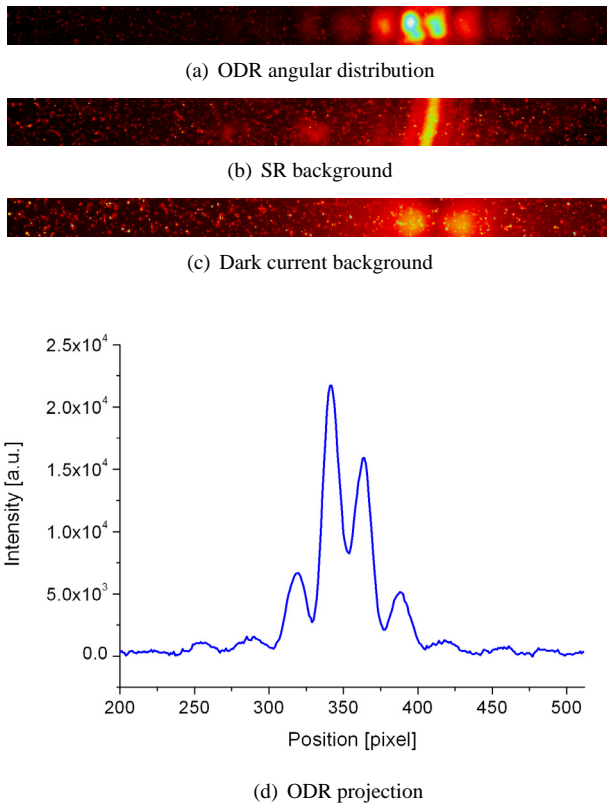 (a) ODR angular distribution
(b) SR background
(c) Dark current background
2.5x10⁴
2.0x10⁴
1.5x10⁴
1.0x10⁴
5.0x10³
0.0
Intensity [a.u.]
200 250 300 350 400 450 500
Position [pixel]
(d) ODR projection